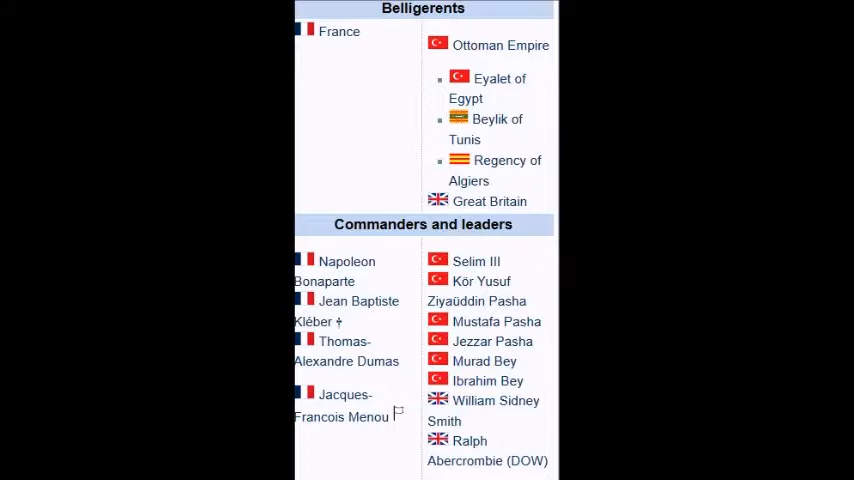 Belligerents
France
Ottoman Empire
Eyalet of
Egypt
Beylik of
Tunis
Regency of
Algiers
Great Britain
Commanders and leaders
Napoleon
Bonaparte
Jean Baptiste
Kléber ‡
Thomas-
Alexandre Dumas
Jacques-
Francois Menou
Selim III
Kör Yusuf
Ziyaüddin Pasha
Mustafa Pasha
Jezzar Pasha
Murad Bey
Ibrahim Bey
William Sidney
Smith
Ralph
Abercrombie (DOW)